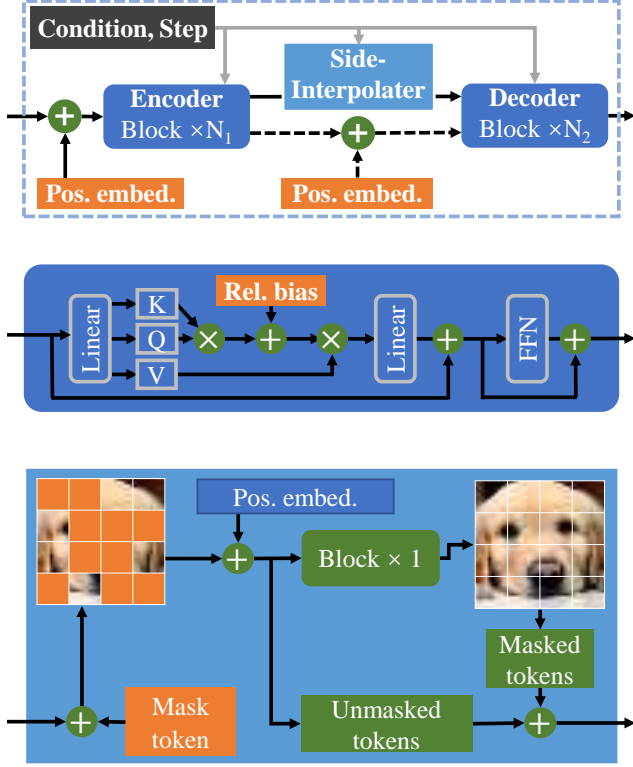 Condition, Step
Side-
Interpolater
Encoder
Block ×N₁
Decoder
Block ×N₂
Pos. embed.
Pos. embed.
Rel. bias
Linear
K
Q
V
Linear
FFN
Pos. embed.
Block × 1
Masked
tokens
Mask
token
Unmasked
tokens